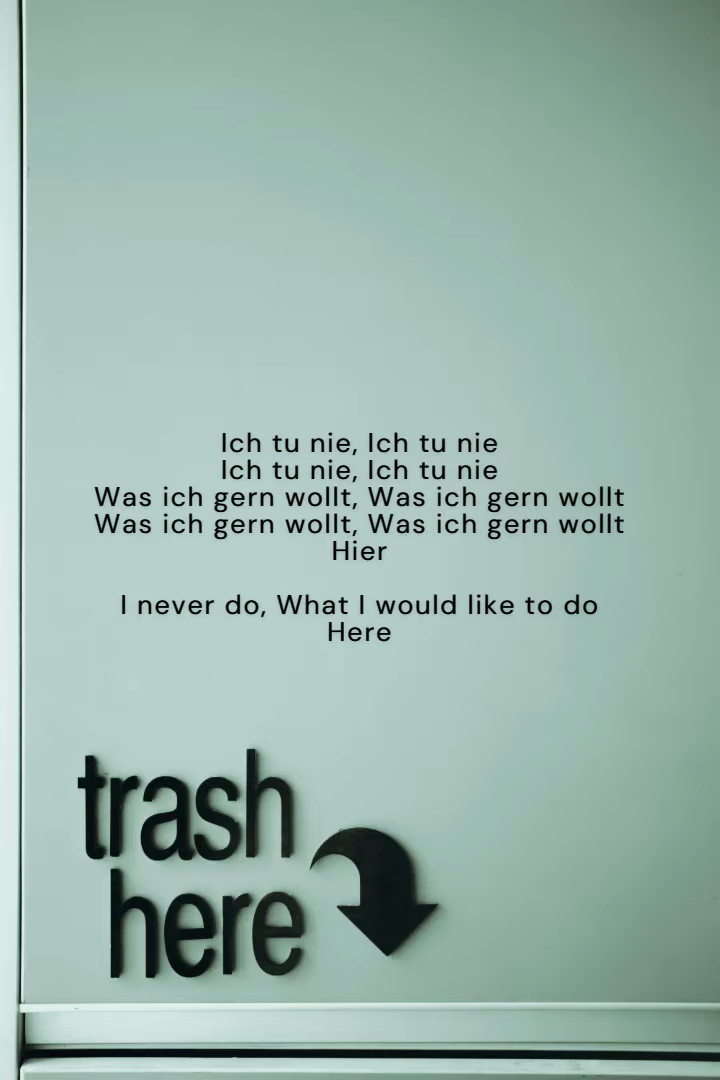 Ich tu nie, Ich tu nie
Ich tu nie, Ich tu nie
Was ich gern wollt, Was ich gern wollt
Was ich gern wollt, Was ich gern wollt
Hier
I never do, What I would like to do
Here
trash
here